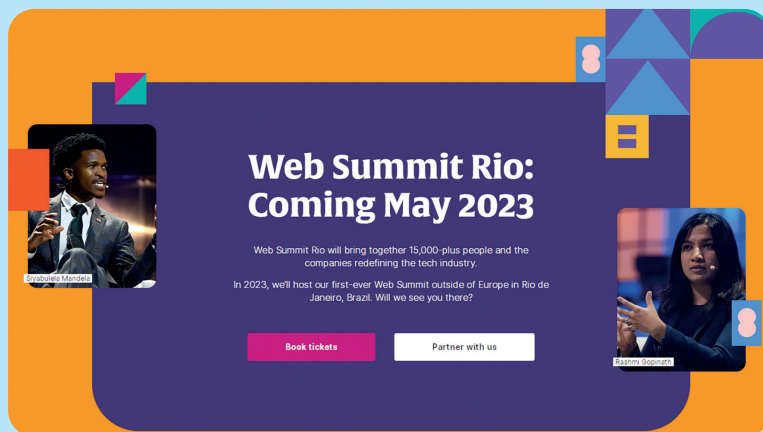 Web Summit Rio:
Coming May 2023
Web Summit Rio will bring together 15,000-plus people and the
companies redefining the tech industry.
In 2023, we'll host our first-ever Web Summit outside of Europe in Rio de
Janeiro, Brazil. Will we see you there?
Book tickets
Partner with us
Siyabulela Mandela
Rashmi Gopinath